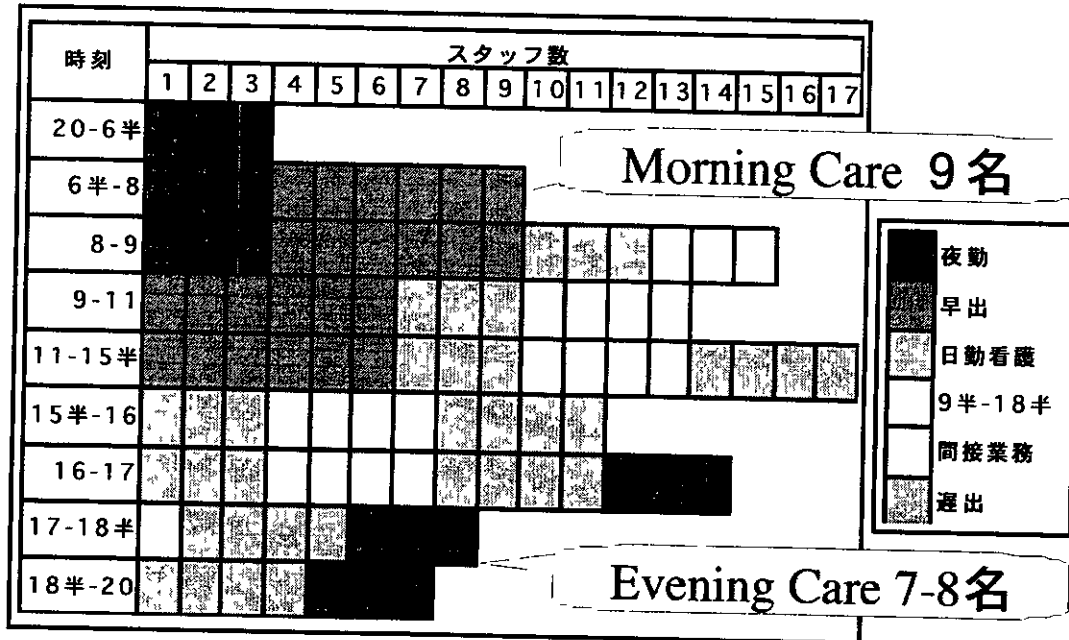 時刻 スタッフ数
1 2 3 4 5 6 7 8 9 10 11 12 13 14 15 16 17
20-6半
Morning Care 9名
6半-8
8-9
9-11
11-15半
15半-16
16-17
17-18半
18半-20
夜勤
早出
日勤看護
9半-18半
間接業務
遅出
Evening Care 7-8名